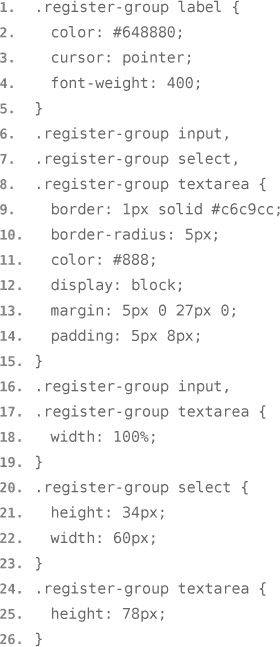 1. .register-group label {
2.   color: #648880;
3.   cursor: pointer;
4.   font-weight: 400;
5. }
6. .register-group input,
7. .register-group select,
8. .register-group textarea {
9.   border: 1px solid #c6c9cc;
10.   border-radius: 5px;
11.   color: #888;
12.   display: block;
13.   margin: 5px 0 27px 0;
14.   padding: 5px 8px;
15. }
16. .register-group input,
17. .register-group textarea {
18.   width: 100%;
19. }
20. .register-group select {
21.   height: 34px;
22.   width: 60px;
23. }
24. .register-group textarea {
25.   height: 78px;
26. }